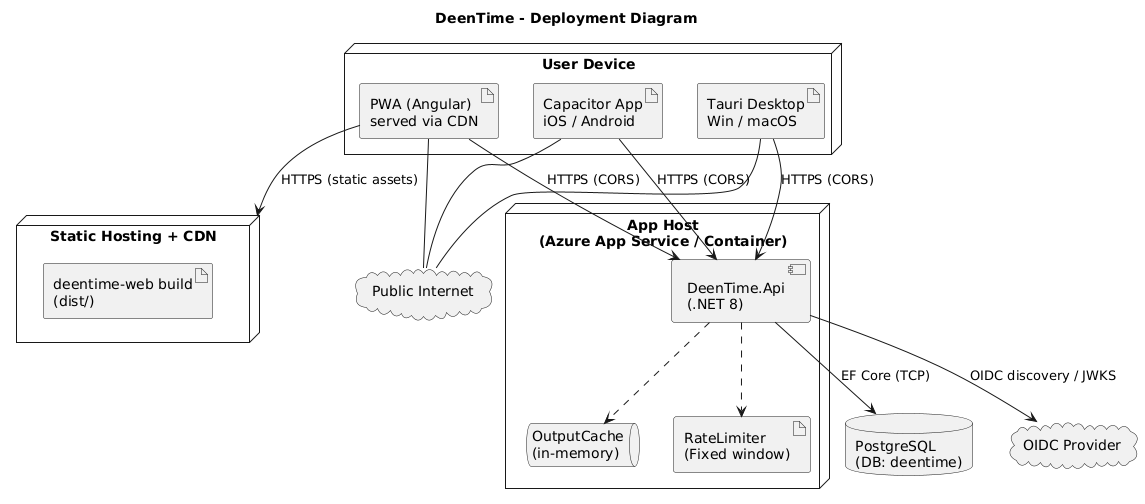 DeenTime - Deployment Diagram
User Device
PWA (Angular)
served via CDN
Capacitor App
iOS / Android
Tauri Desktop
Win / macOS
HTTPS (static assets)
HTTPS (CORS)
HTTPS (CORS)
HTTPS (CORS)
Static Hosting + CDN
deentime-web build
(dist/)
Public Internet
App Host
(Azure App Service / Container)
DeenTime.Api
(.NET 8)
EF Core (TCP)
OIDC discovery / JWKS
OutputCache
(in-memory)
RateLimiter
(Fixed window)
PostgreSQL
(DB: deentime)
OIDC Provider